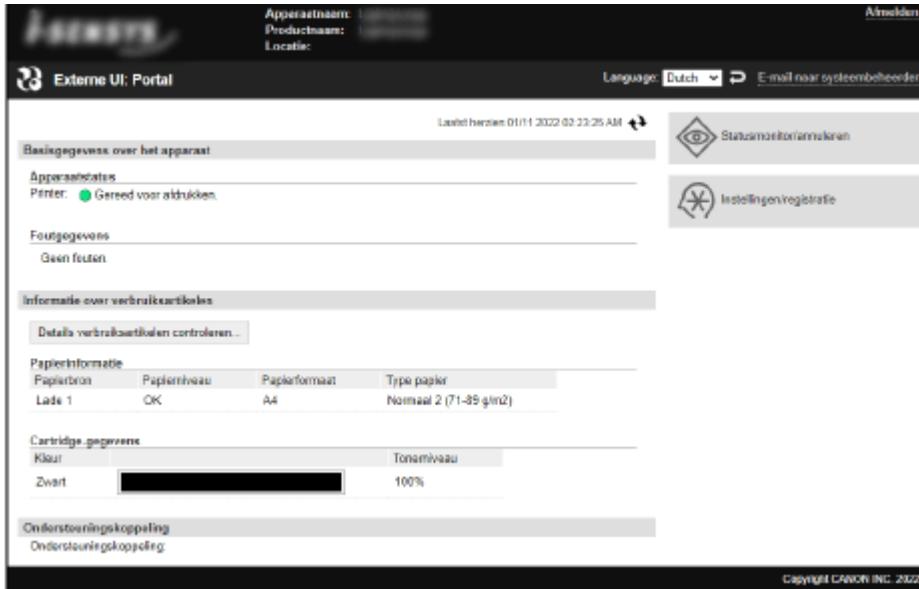 i-SENSYS
Apparaatnaam:
Productnaam:
Locatie:
Afmelden
Externe UI: Portal
Language: Dutch E-mail naar systeembeheerder
Laatst herzien 01/11 2022 02:23:25 AM
Basisgegevens over het apparaat
Apparaatstatus
Printer: Gereed voor afdrukken.
Foutgegevens
Geen fouten.
Informatie over verbruiksartikelen
Details verbruiksartikelen controleren...
Papierinformatie
Papierbron Papierniveau Papierformaat Type papier
Lade 1 OK A4 Normaal 2 (71-89 g/m2)
Cartridge.gegevens
Kleur Tonerniveau
Zwart 100%
Ondersteuningskoppeling
Ondersteuningskoppeling:
Statusmonitor/annuleren
Instellingen/registratie
Copyright CANON INC. 2022